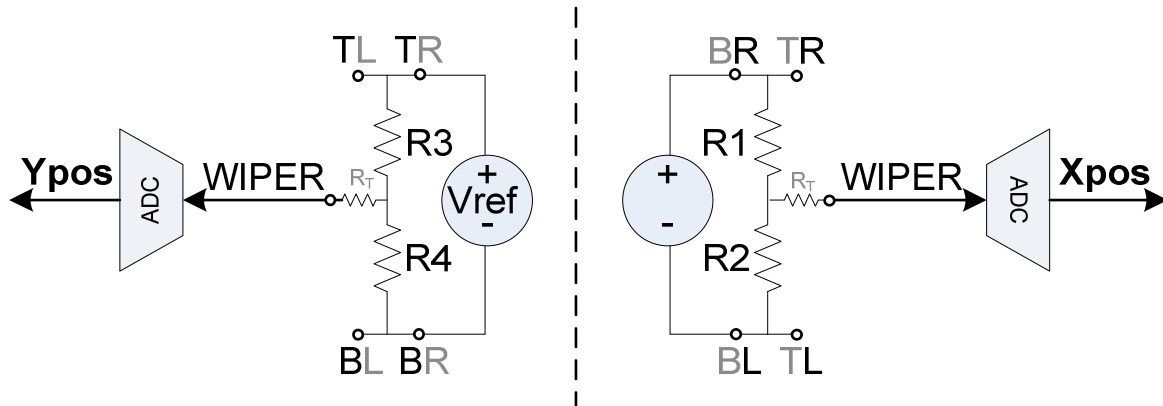 TL TR
R3
Ypos
ADC
WIPER
RT
+
Vref
-
R4
BL BR
BR TR
R1
+
-
RT
WIPER
ADC
Xpos
R2
BL TL